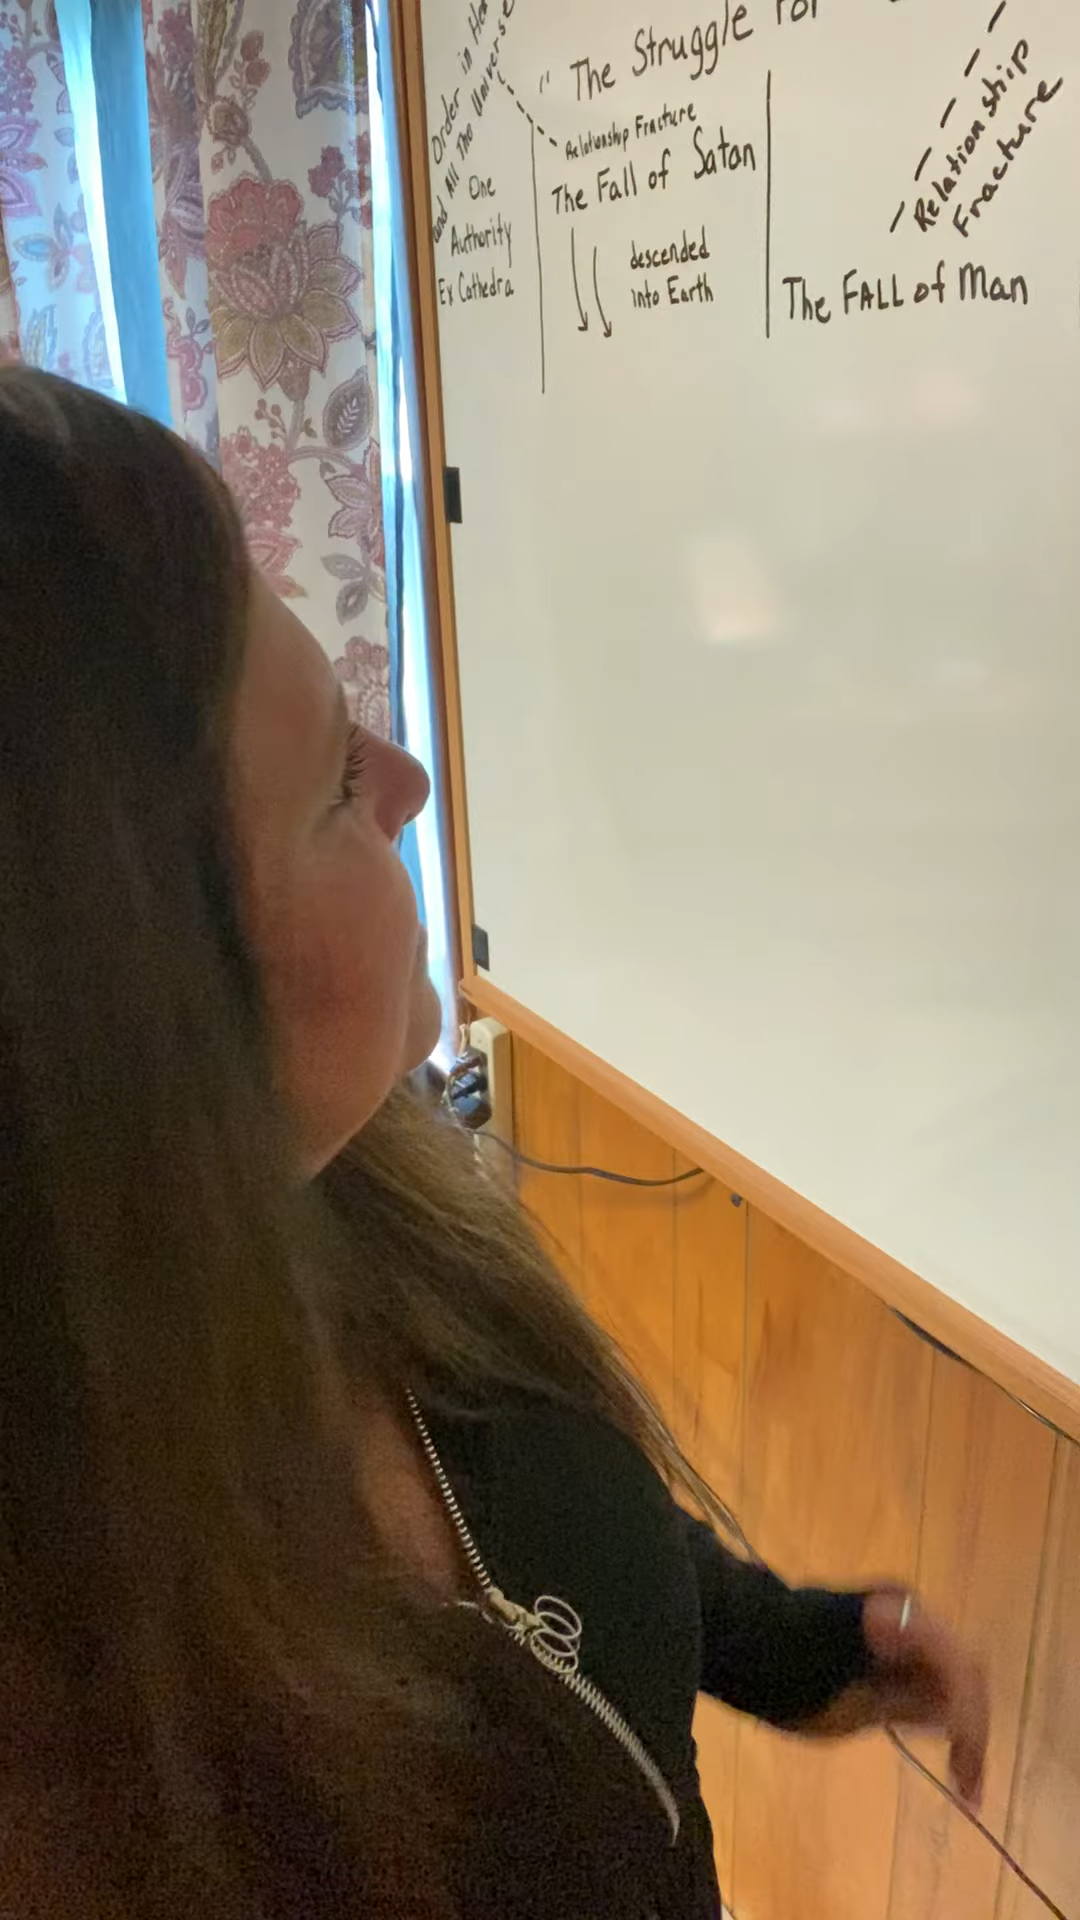 "The Struggle for
Order in
and All The Universe
One
Authority
Ex Cathedra
Relationship Fracture
The Fall of Satan
descended
into Earth
Relationship
Fracture
The FALL of Man